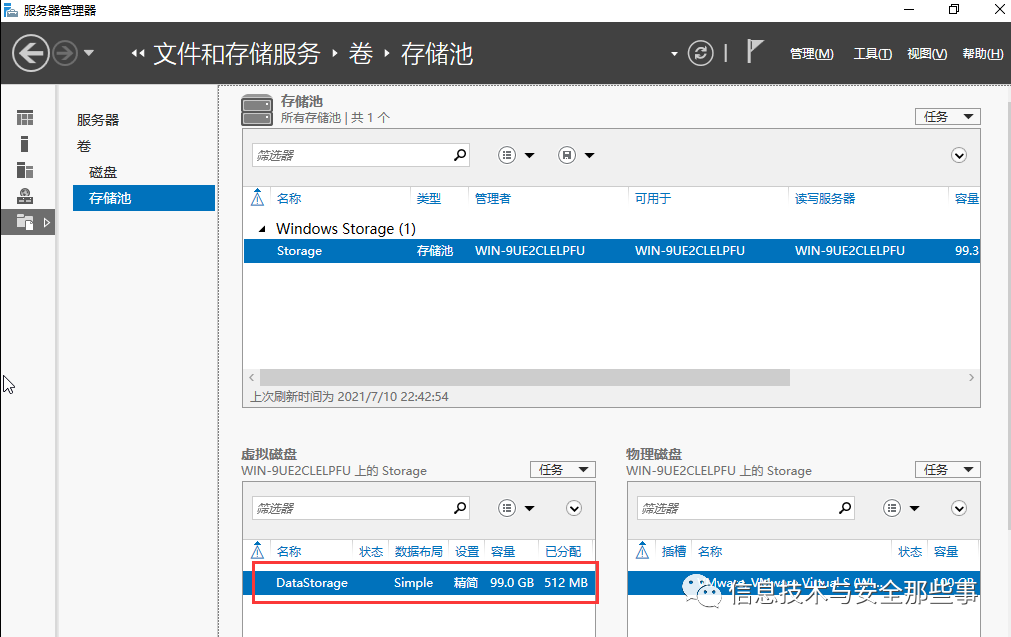 服务器管理器
文件和存储服务 卷 存储池
管理(M) 工具(T) 视图(V) 帮助(H)
服务器
卷
磁盘
存储池
存储池
所有存储池 | 共 1 个
任务
筛选器
名称 类型 管理者 可用于 读写服务器 容量
Windows Storage (1)
Storage 存储池 WIN-9UE2CLELPFU WIN-9UE2CLELPFU WIN-9UE2CLELPFU 99.3
上次刷新时间为 2021/7/10 22:42:54
虚拟磁盘
WIN-9UE2CLELPFU 上的 Storage
任务
筛选器
名称 状态 数据布局 设置 容量 已分配
DataStorage Simple 精简 99.0 GB 512 MB
物理磁盘
WIN-9UE2CLELPFU 上的 Storage
任务
筛选器
插槽 名称 状态 容量
VMware Virtual S (WI...
信息技术与安全那些事